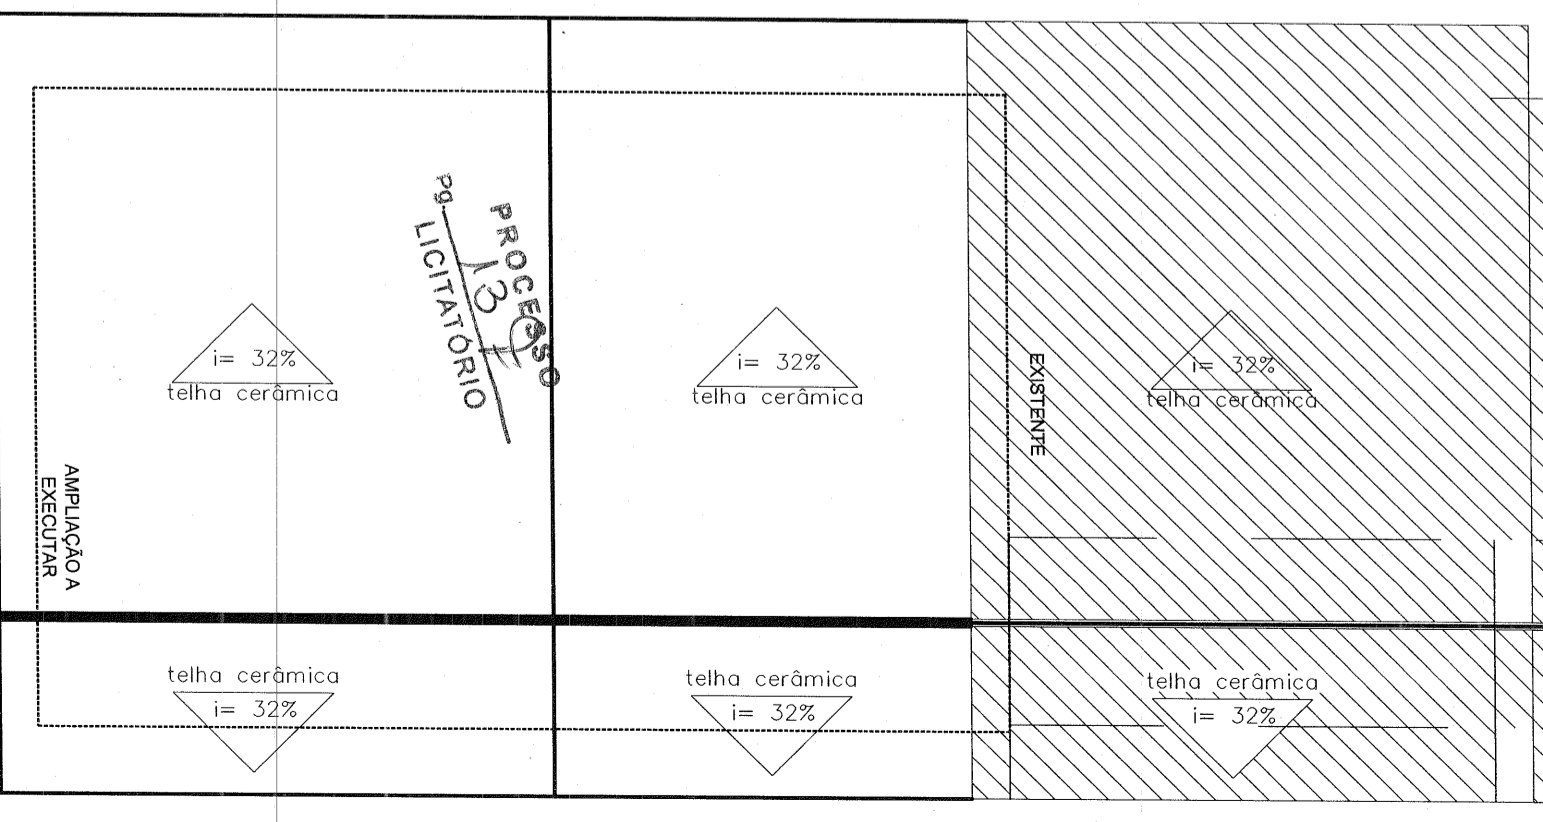 PROCESSO
Pg. 13
LICITATÓRIO
i= 32%
telha cerâmica
i= 32%
telha cerâmica
EXISTENTE
i= 32%
telha cerâmica
AMPLIAÇÃO A
EXECUTAR
telha cerâmica
i= 32%
telha cerâmica
i= 32%
telha cerâmica
i= 32%